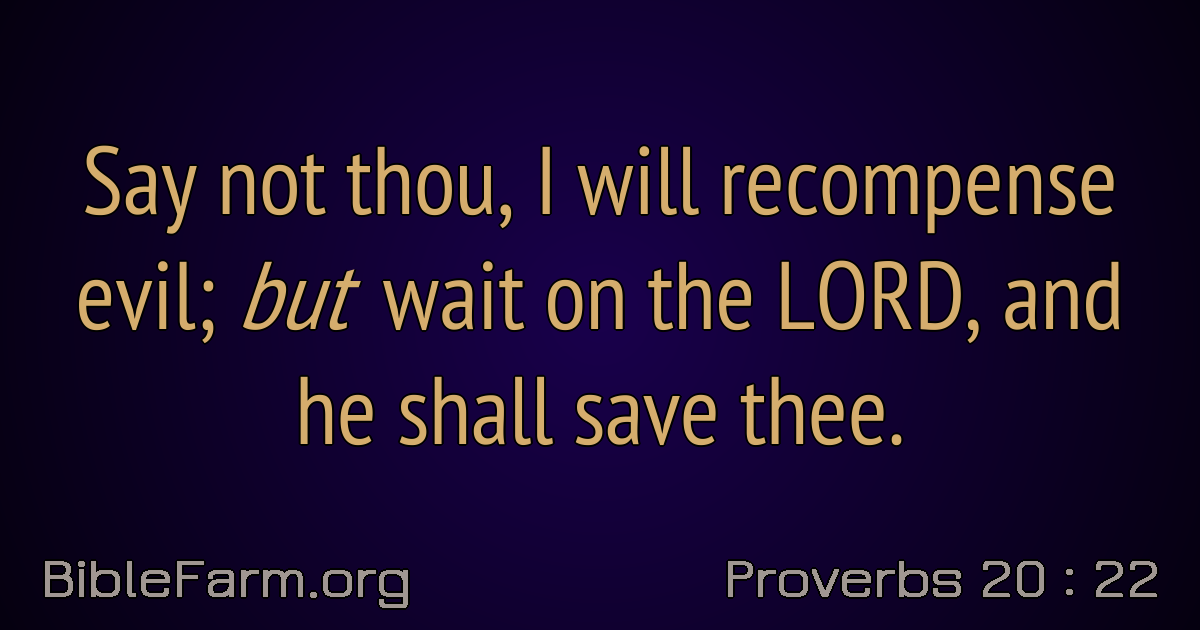 Say not thou, I will recompense
evil; but wait on the LORD, and
he shall save thee.
BibleFarm.org
Proverbs 20 : 22